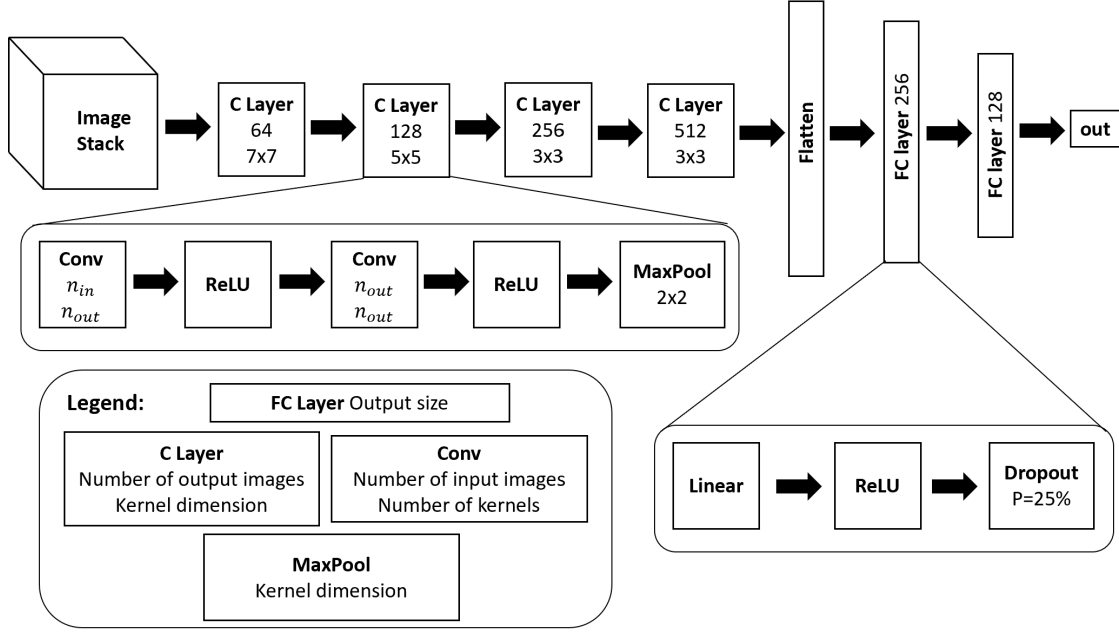 Image
Stack
C Layer
64
7x7
C Layer
128
5x5
C Layer
256
3x3
C Layer
512
3x3
Flatten
FC layer 256
FC layer 128
out
Conv
n_in
n_out
ReLU
Conv
n_out
n_out
ReLU
MaxPool
2x2
Legend:
FC Layer Output size
C Layer
Number of output images
Kernel dimension
Conv
Number of input images
Number of kernels
MaxPool
Kernel dimension
Linear
ReLU
Dropout
P=25%